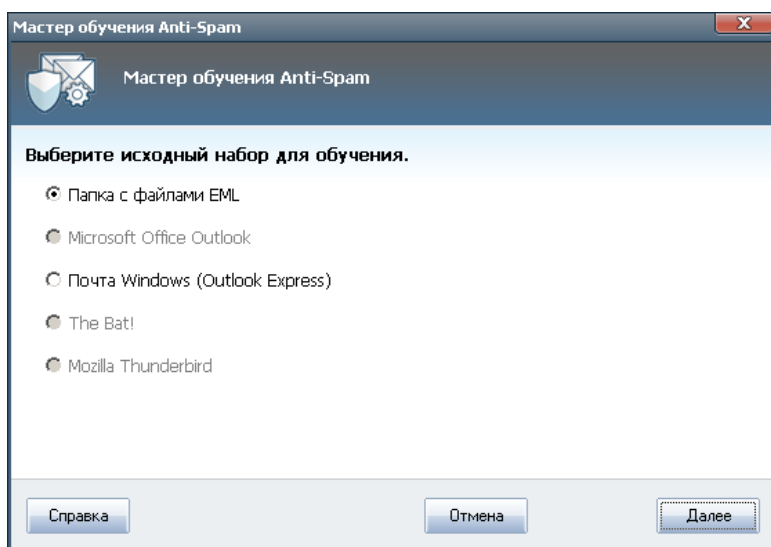 Мастер обучения Anti-Spam
Мастер обучения Anti-Spam
Выберите исходный набор для обучения.
Папка с файлами EML
Microsoft Office Outlook
Почта Windows (Outlook Express)
The Bat!
Mozilla Thunderbird
Справка Отмена Далее